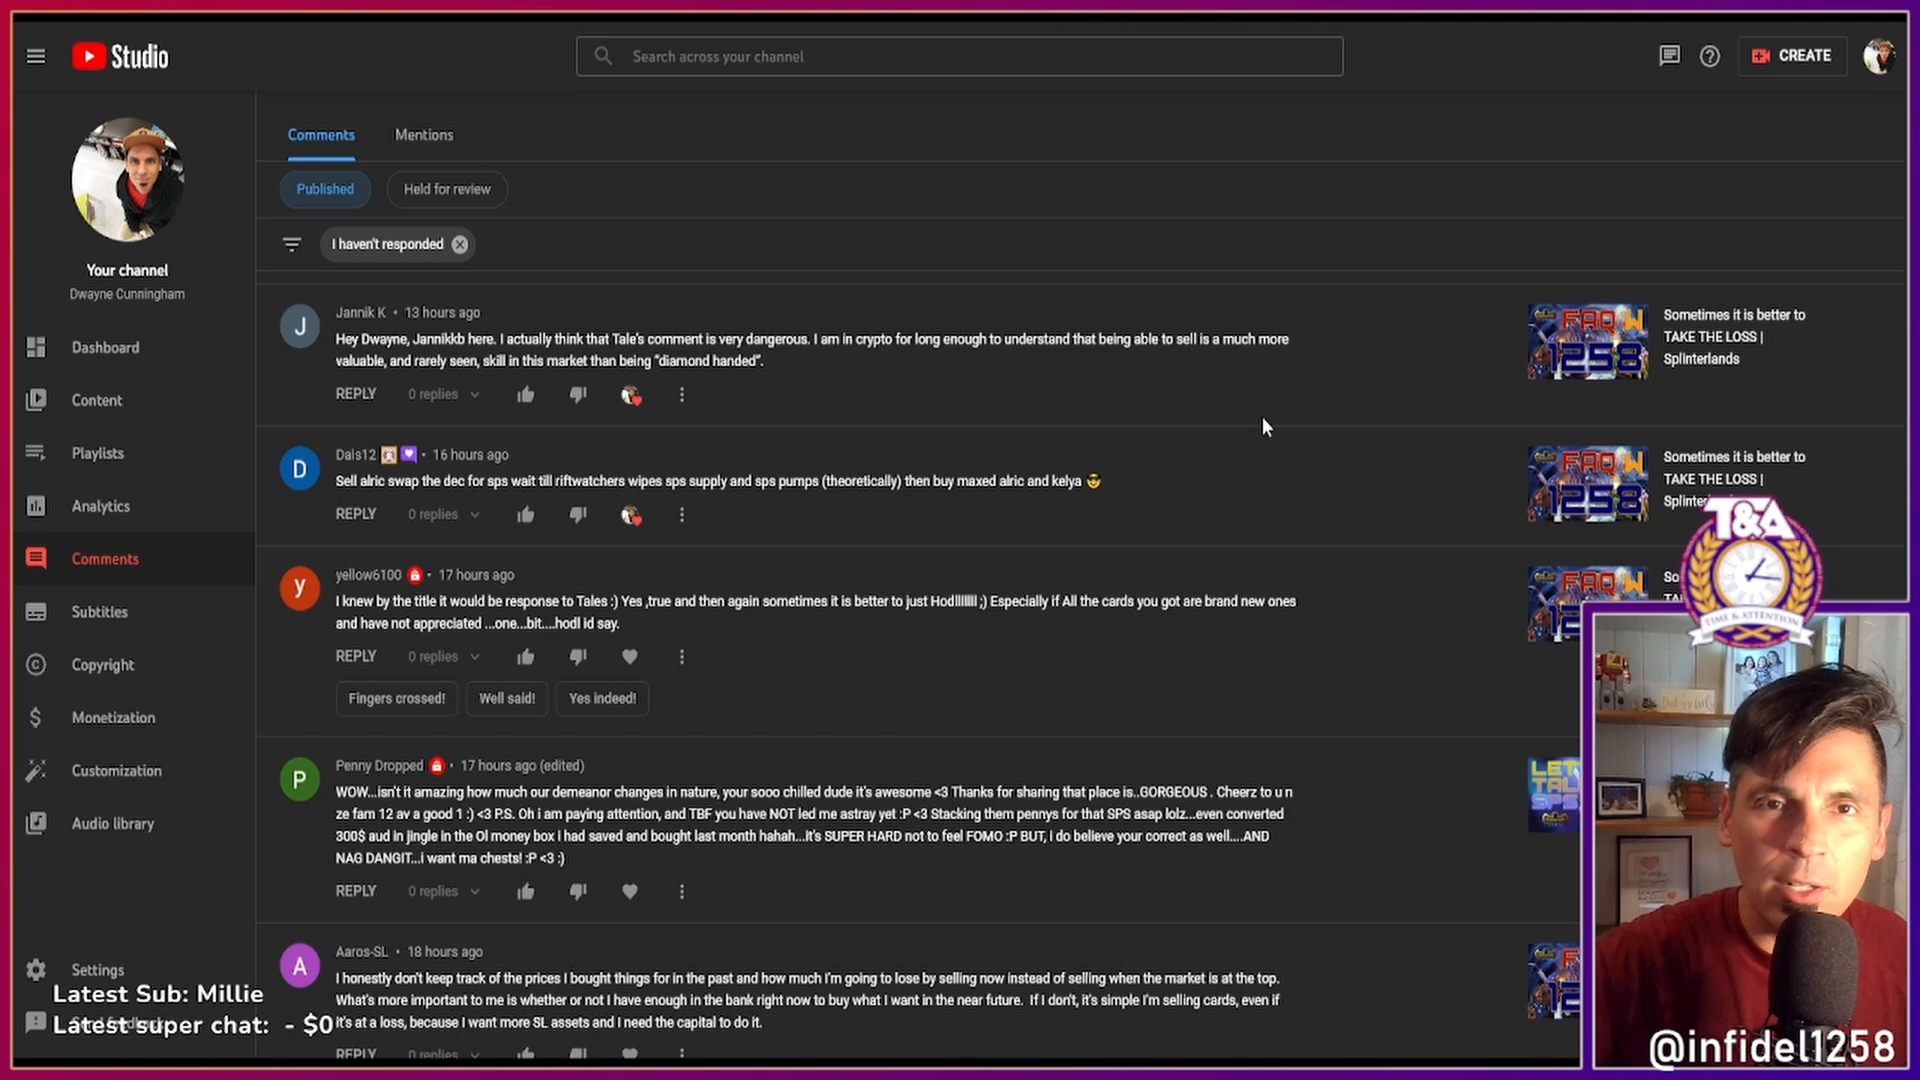 Studio
Search across your channel
CREATE
Your channel
Dwayne Cunningham
Dashboard
Content
Playlists
Analytics
Comments
Subtitles
Copyright
Monetization
Customization
Audio library
Settings
Latest Sub: Millie
Latest super chat: - $0
Comments
Mentions
Published
Held for review
I haven't responded
J
Jannik K • 13 hours ago
Hey Dwayne, Jannikkb here. I actually think that Tale's comment is very dangerous. I am in crypto for long enough to understand that being able to sell is a much more
valuable, and rarely seen, skill in this market than being "diamond handed".
REPLY 0 replies
FAQ W
1258
Sometimes it is better to
TAKE THE LOSS |
Splinterlands
D
Dals12 • 16 hours ago
Sell alric swap the dec for sps wait till riftwatchers wipes sps supply and sps pumps (theoretically) then buy maxed alric and kelya 😎
REPLY 0 replies
FAQ W
1258
Sometimes it is better to
TAKE THE LOSS |
y
yellow6100 • 17 hours ago
I knew by the title it would be response to Tales :) Yes ,true and then again sometimes it is better to just Hodlllllll ;) Especially if All the cards you got are brand new ones
and have not appreciated ...one...bit....hodl id say.
REPLY 0 replies
Fingers crossed!
Well said!
Yes indeed!
FAQ W
T&A
TIME & ATTENTION
P
Penny Dropped • 17 hours ago (edited)
WOW...isn't it amazing how much our demeanor changes in nature, your sooo chilled dude it's awesome <3 Thanks for sharing that place is..GORGEOUS . Cheerz to u n
ze fam 12 av a good 1 :) <3 P.S. Oh i am paying attention, and TBF you have NOT led me astray yet :P <3 Stacking them pennys for that SPS asap lolz...even converted
300$ aud in jingle in the Ol money box I had saved and bought last month hahah...It's SUPER HARD not to feel FOMO :P BUT, I do believe your correct as well....AND
NAG DANGIT...i want ma chests! :P <3 :)
REPLY 0 replies
A
Aaros-SL • 18 hours ago
I honestly don't keep track of the prices I bought things for in the past and how much I'm going to lose by selling now instead of selling when the market is at the top.
What's more important to me is whether or not I have enough in the bank right now to buy what I want in the near future. If I don't, it's simple I'm selling cards, even if
it's at a loss, because I want more SL assets and I need the capital to do it.
REPLY 0 replies
@infidel1258